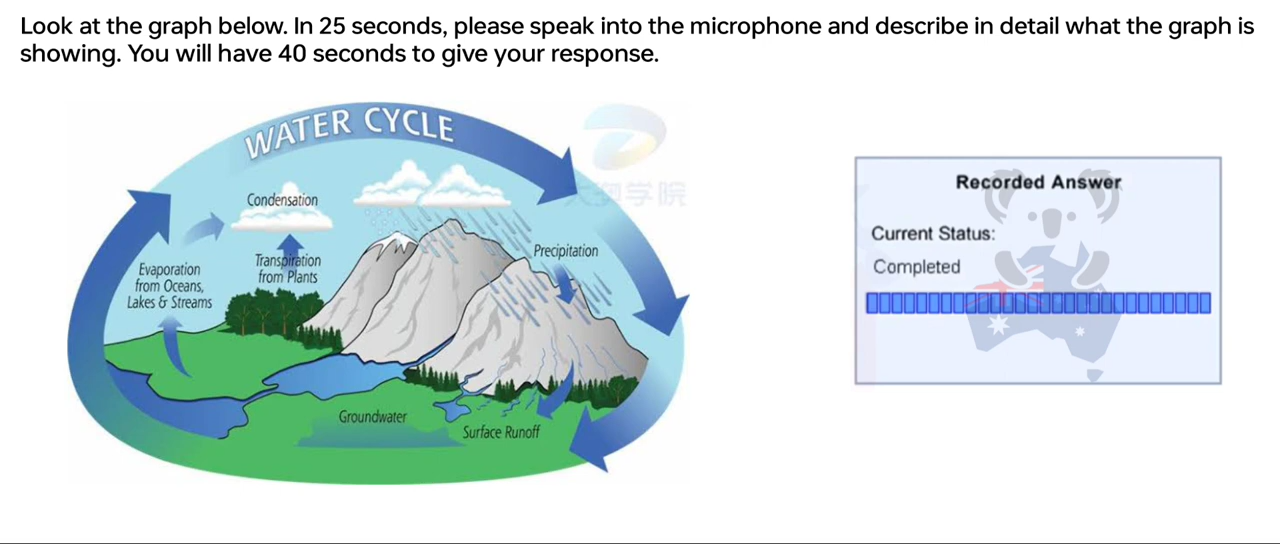 Look at the graph below. In 25 seconds, please speak into the microphone and describe in detail what the graph is
showing. You will have 40 seconds to give your response.
WATER CYCLE
Condensation
Precipitation
Transpiration
from Plants
Evaporation
from Oceans,
Lakes & Streams
Groundwater
Surface Runoff
Recorded Answer
Current Status:
Completed